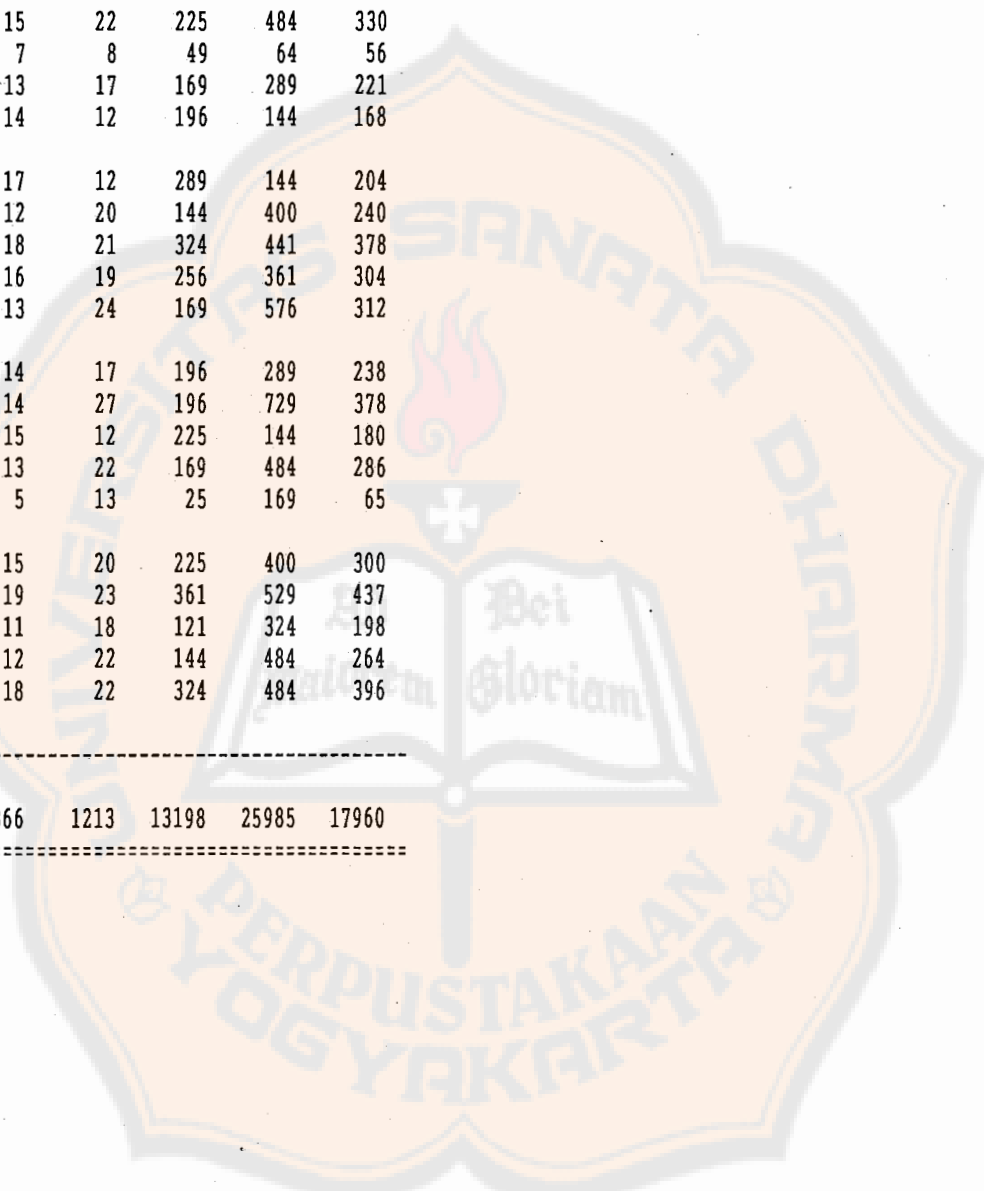 15 22 225 484 330
7 8 49 64 56
13 17 169 289 221
14 12 196 144 168
17 12 289 144 204
12 20 144 400 240
18 21 324 441 378
16 19 256 361 304
13 24 169 576 312
14 17 196 289 238
14 27 196 729 378
15 12 225 144 180
13 22 169 484 286
5 13 25 169 65
15 20 225 400 300
19 23 361 529 437
11 18 121 324 198
12 22 144 484 264
18 22 324 484 396
66 1213 13198 25985 17960
UNIVERSITAS SANATA DHARMA
Ad Dei
maiorem Gloriam
PERPUSTAKAAN
YOGYAKARTA